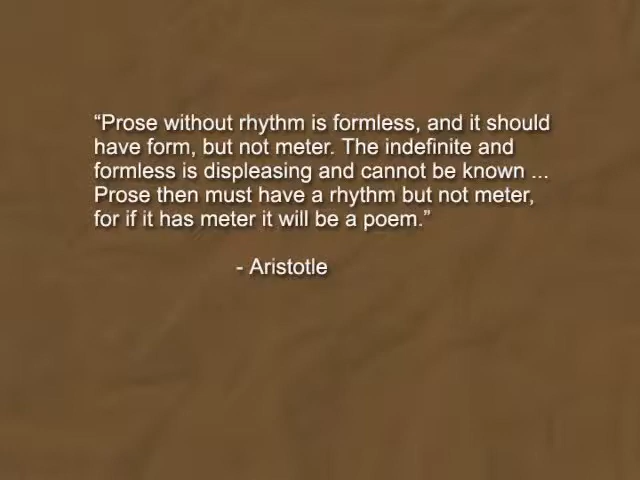 “Prose without rhythm is formless, and it should
have form, but not meter. The indefinite and
formless is displeasing and cannot be known ...
Prose then must have a rhythm but not meter,
for if it has meter it will be a poem.”
- Aristotle